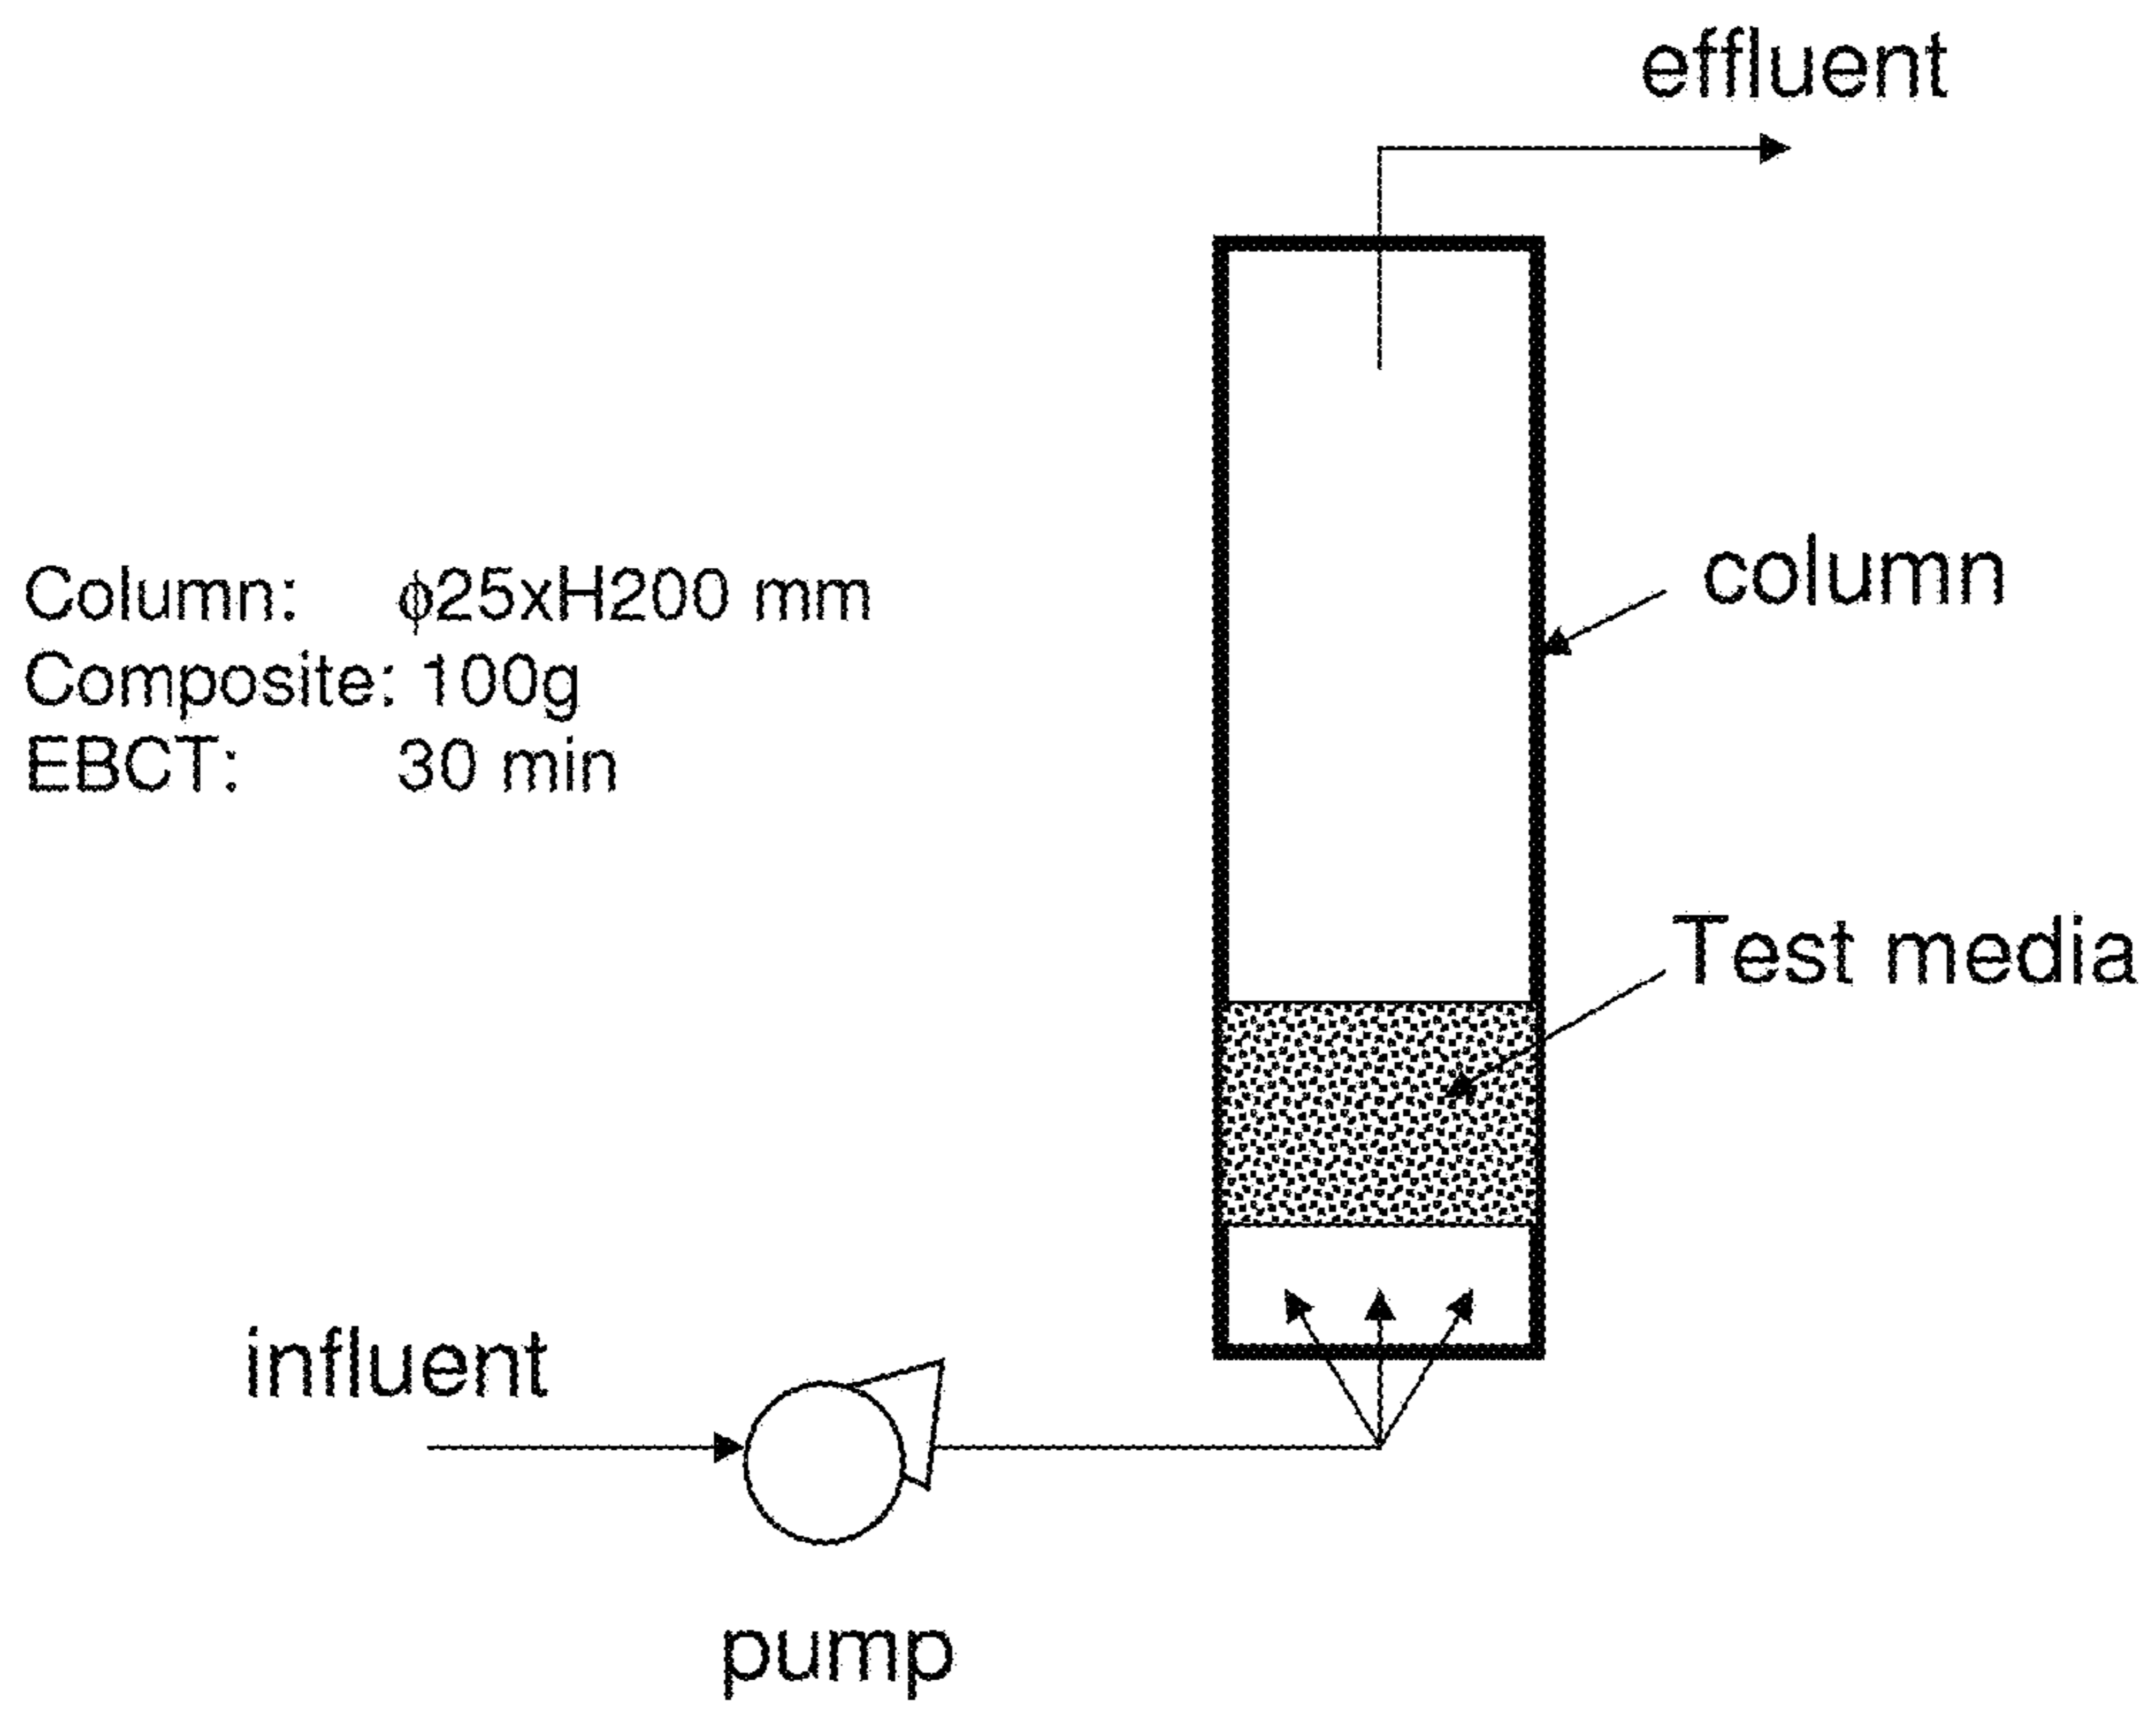 effluent
column
Column: ϕ25xH200 mm
Composite: 100g
EBCT: 30 min
Test media
influent
pump